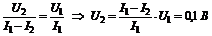 U₂/(I₁-I₂) = U₁/I₁ ⇒ U₂ = (I₁-I₂)/I₁ · U₁ = 0,1 В